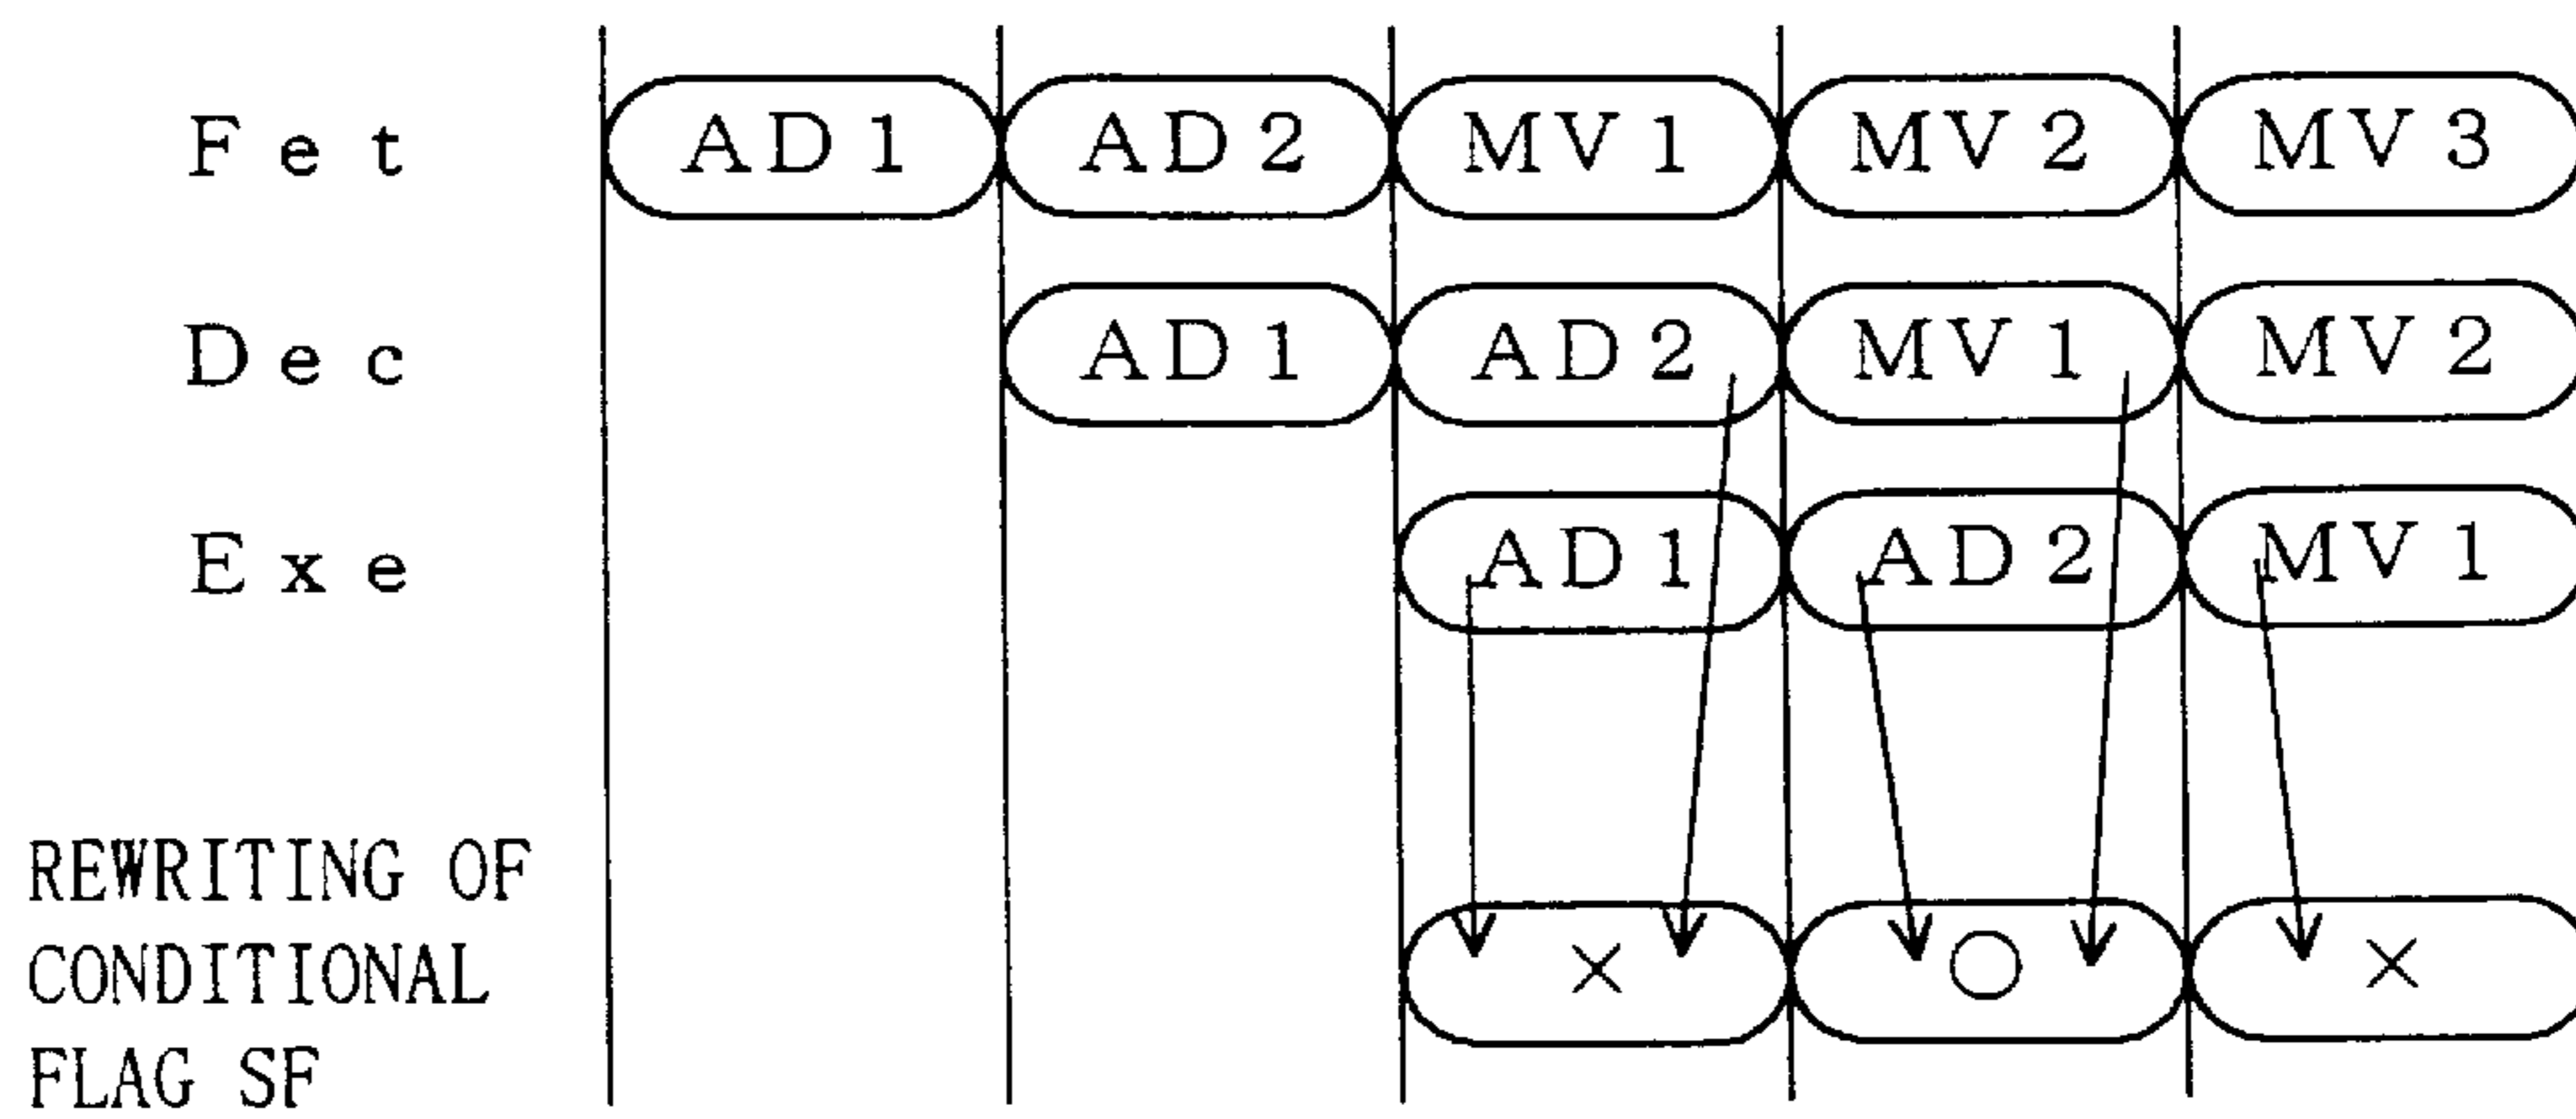 Fet AD1 AD2 MV1 MV2 MV3
Dec AD1 AD2 MV1 MV2
Exe AD1 AD2 MV1
REWRITING OF
CONDITIONAL × ○ ×
FLAG SF